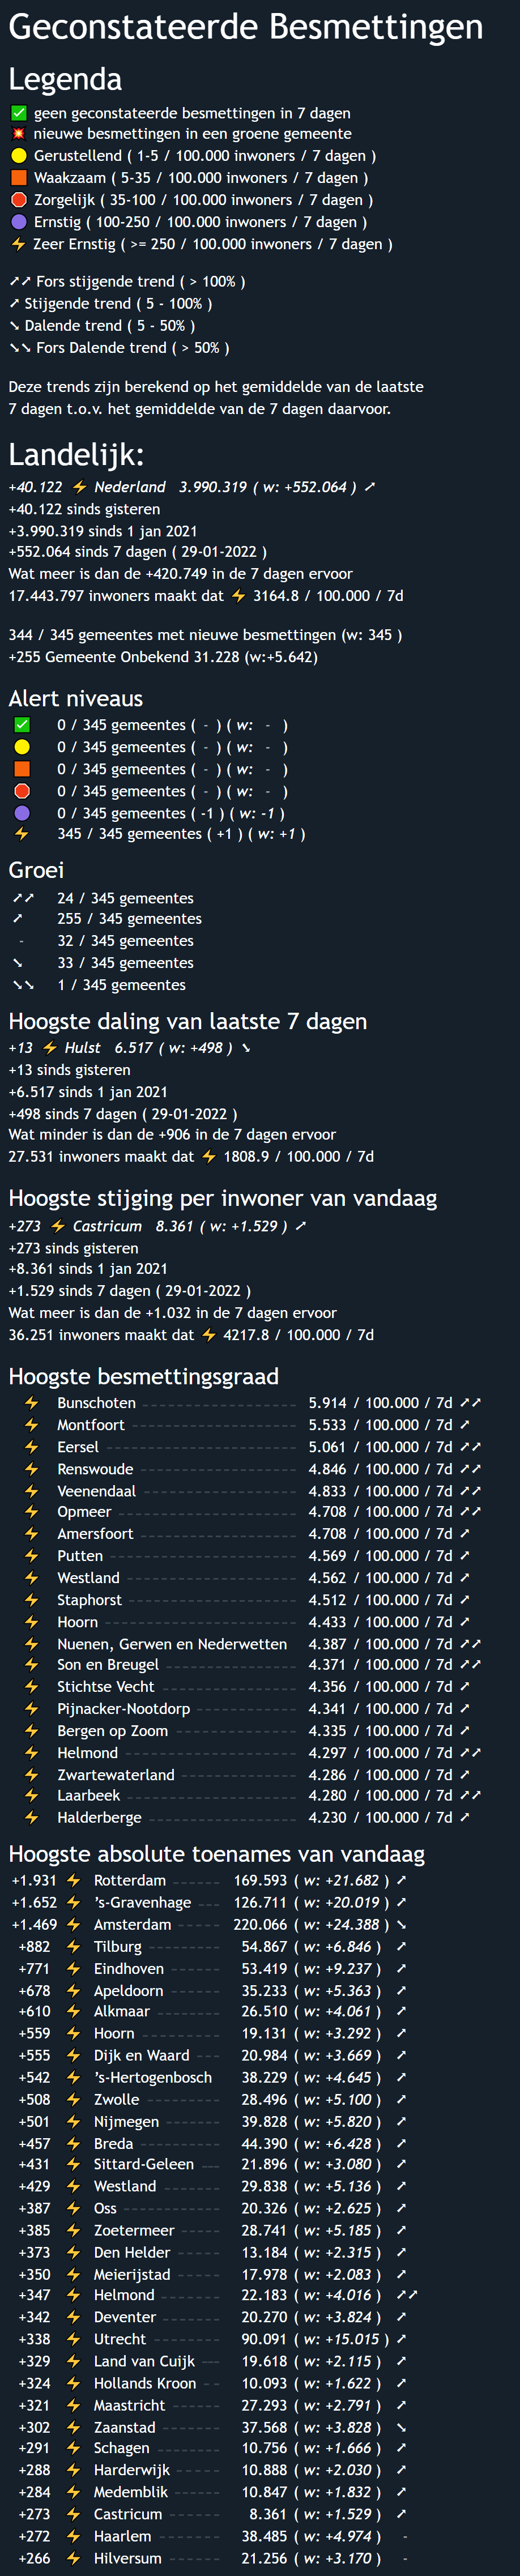 Geconstateerde Besmettingen
Legenda
✅ geen geconstateerde besmettingen in 7 dagen
💥 nieuwe besmettingen in een groene gemeente
🟡 Gerustellend ( 1-5 / 100.000 inwoners / 7 dagen )
🟧 Waakzaam ( 5-35 / 100.000 inwoners / 7 dagen )
🛑 Zorgelijk ( 35-100 / 100.000 inwoners / 7 dagen )
🟣 Ernstig ( 100-250 / 100.000 inwoners / 7 dagen )
⚡ Zeer Ernstig ( >= 250 / 100.000 inwoners / 7 dagen )
➚➚ Fors stijgende trend ( > 100% )
➚ Stijgende trend ( 5 - 100% )
➘ Dalende trend ( 5 - 50% )
➘➘ Fors Dalende trend ( > 50% )
Deze trends zijn berekend op het gemiddelde van de laatste
7 dagen t.o.v. het gemiddelde van de 7 dagen daarvoor.
Landelijk:
+40.122 ⚡ Nederland 3.990.319 ( w: +552.064 ) ➚
+40.122 sinds gisteren
+3.990.319 sinds 1 jan 2021
+552.064 sinds 7 dagen ( 29-01-2022 )
Wat meer is dan de +420.749 in de 7 dagen ervoor
17.443.797 inwoners maakt dat ⚡ 3164.8 / 100.000 / 7d
344 / 345 gemeentes met nieuwe besmettingen (w: 345 )
+255 Gemeente Onbekend 31.228 (w:+5.642)
Alert niveaus
✅ 0 / 345 gemeentes ( - ) ( w: - )
🟡 0 / 345 gemeentes ( - ) ( w: - )
🟧 0 / 345 gemeentes ( - ) ( w: - )
🛑 0 / 345 gemeentes ( - ) ( w: - )
🟣 0 / 345 gemeentes ( -1 ) ( w: -1 )
⚡ 345 / 345 gemeentes ( +1 ) ( w: +1 )
Groei
➚➚ 24 / 345 gemeentes
➚ 255 / 345 gemeentes
- 32 / 345 gemeentes
➘ 33 / 345 gemeentes
➘➘ 1 / 345 gemeentes
Hoogste daling van laatste 7 dagen
+13 ⚡ Hulst 6.517 ( w: +498 ) ➘
+13 sinds gisteren
+6.517 sinds 1 jan 2021
+498 sinds 7 dagen ( 29-01-2022 )
Wat minder is dan de +906 in de 7 dagen ervoor
27.531 inwoners maakt dat ⚡ 1808.9 / 100.000 / 7d
Hoogste stijging per inwoner van vandaag
+273 ⚡ Castricum 8.361 ( w: +1.529 ) ➚
+273 sinds gisteren
+8.361 sinds 1 jan 2021
+1.529 sinds 7 dagen ( 29-01-2022 )
Wat meer is dan de +1.032 in de 7 dagen ervoor
36.251 inwoners maakt dat ⚡ 4217.8 / 100.000 / 7d
Hoogste besmettingsgraad
⚡ Bunschoten 5.914 / 100.000 / 7d ➚➚
⚡ Montfoort 5.533 / 100.000 / 7d ➚
⚡ Eersel 5.061 / 100.000 / 7d ➚➚
⚡ Renswoude 4.846 / 100.000 / 7d ➚➚
⚡ Veenendaal 4.833 / 100.000 / 7d ➚➚
⚡ Opmeer 4.708 / 100.000 / 7d ➚➚
⚡ Amersfoort 4.708 / 100.000 / 7d ➚
⚡ Putten 4.569 / 100.000 / 7d ➚
⚡ Westland 4.562 / 100.000 / 7d ➚
⚡ Staphorst 4.512 / 100.000 / 7d ➚
⚡ Hoorn 4.433 / 100.000 / 7d ➚
⚡ Nuenen, Gerwen en Nederwetten 4.387 / 100.000 / 7d ➚➚
⚡ Son en Breugel 4.371 / 100.000 / 7d ➚➚
⚡ Stichtse Vecht 4.356 / 100.000 / 7d ➚
⚡ Pijnacker-Nootdorp 4.341 / 100.000 / 7d ➚
⚡ Bergen op Zoom 4.335 / 100.000 / 7d ➚
⚡ Helmond 4.297 / 100.000 / 7d ➚➚
⚡ Zwartewaterland 4.286 / 100.000 / 7d ➚
⚡ Laarbeek 4.280 / 100.000 / 7d ➚➚
⚡ Halderberge 4.230 / 100.000 / 7d ➚
Hoogste absolute toenames van vandaag
+1.931 ⚡ Rotterdam 169.593 ( w: +21.682 ) ➚
+1.652 ⚡ 's-Gravenhage 126.711 ( w: +20.019 ) ➚
+1.469 ⚡ Amsterdam 220.066 ( w: +24.388 ) ➘
+882 ⚡ Tilburg 54.867 ( w: +6.846 ) ➚
+771 ⚡ Eindhoven 53.419 ( w: +9.237 ) ➚
+678 ⚡ Apeldoorn 35.233 ( w: +5.363 ) ➚
+610 ⚡ Alkmaar 26.510 ( w: +4.061 ) ➚
+559 ⚡ Hoorn 19.131 ( w: +3.292 ) ➚
+555 ⚡ Dijk en Waard 20.984 ( w: +3.669 ) ➚
+542 ⚡ 's-Hertogenbosch 38.229 ( w: +4.645 ) ➚
+508 ⚡ Zwolle 28.496 ( w: +5.100 ) ➚
+501 ⚡ Nijmegen 39.828 ( w: +5.820 ) ➚
+457 ⚡ Breda 44.390 ( w: +6.428 ) ➚
+431 ⚡ Sittard-Geleen 21.896 ( w: +3.080 ) ➚
+429 ⚡ Westland 29.838 ( w: +5.136 ) ➚
+387 ⚡ Oss 20.326 ( w: +2.625 ) ➚
+385 ⚡ Zoetermeer 28.741 ( w: +5.185 ) ➚
+373 ⚡ Den Helder 13.184 ( w: +2.315 ) ➚
+350 ⚡ Meierijstad 17.978 ( w: +2.083 ) ➚
+347 ⚡ Helmond 22.183 ( w: +4.016 ) ➚➚
+342 ⚡ Deventer 20.270 ( w: +3.824 ) ➚
+338 ⚡ Utrecht 90.091 ( w: +15.015 ) ➚
+329 ⚡ Land van Cuijk 19.618 ( w: +2.115 ) ➚
+324 ⚡ Hollands Kroon 10.093 ( w: +1.622 ) ➚
+321 ⚡ Maastricht 27.293 ( w: +2.791 ) ➚
+302 ⚡ Zaanstad 37.568 ( w: +3.828 ) ➘
+291 ⚡ Schagen 10.756 ( w: +1.666 ) ➚
+288 ⚡ Harderwijk 10.888 ( w: +2.030 ) ➚
+284 ⚡ Medemblik 10.847 ( w: +1.832 ) ➚
+273 ⚡ Castricum 8.361 ( w: +1.529 ) ➚
+272 ⚡ Haarlem 38.485 ( w: +4.974 ) -
+266 ⚡ Hilversum 21.256 ( w: +3.170 ) -